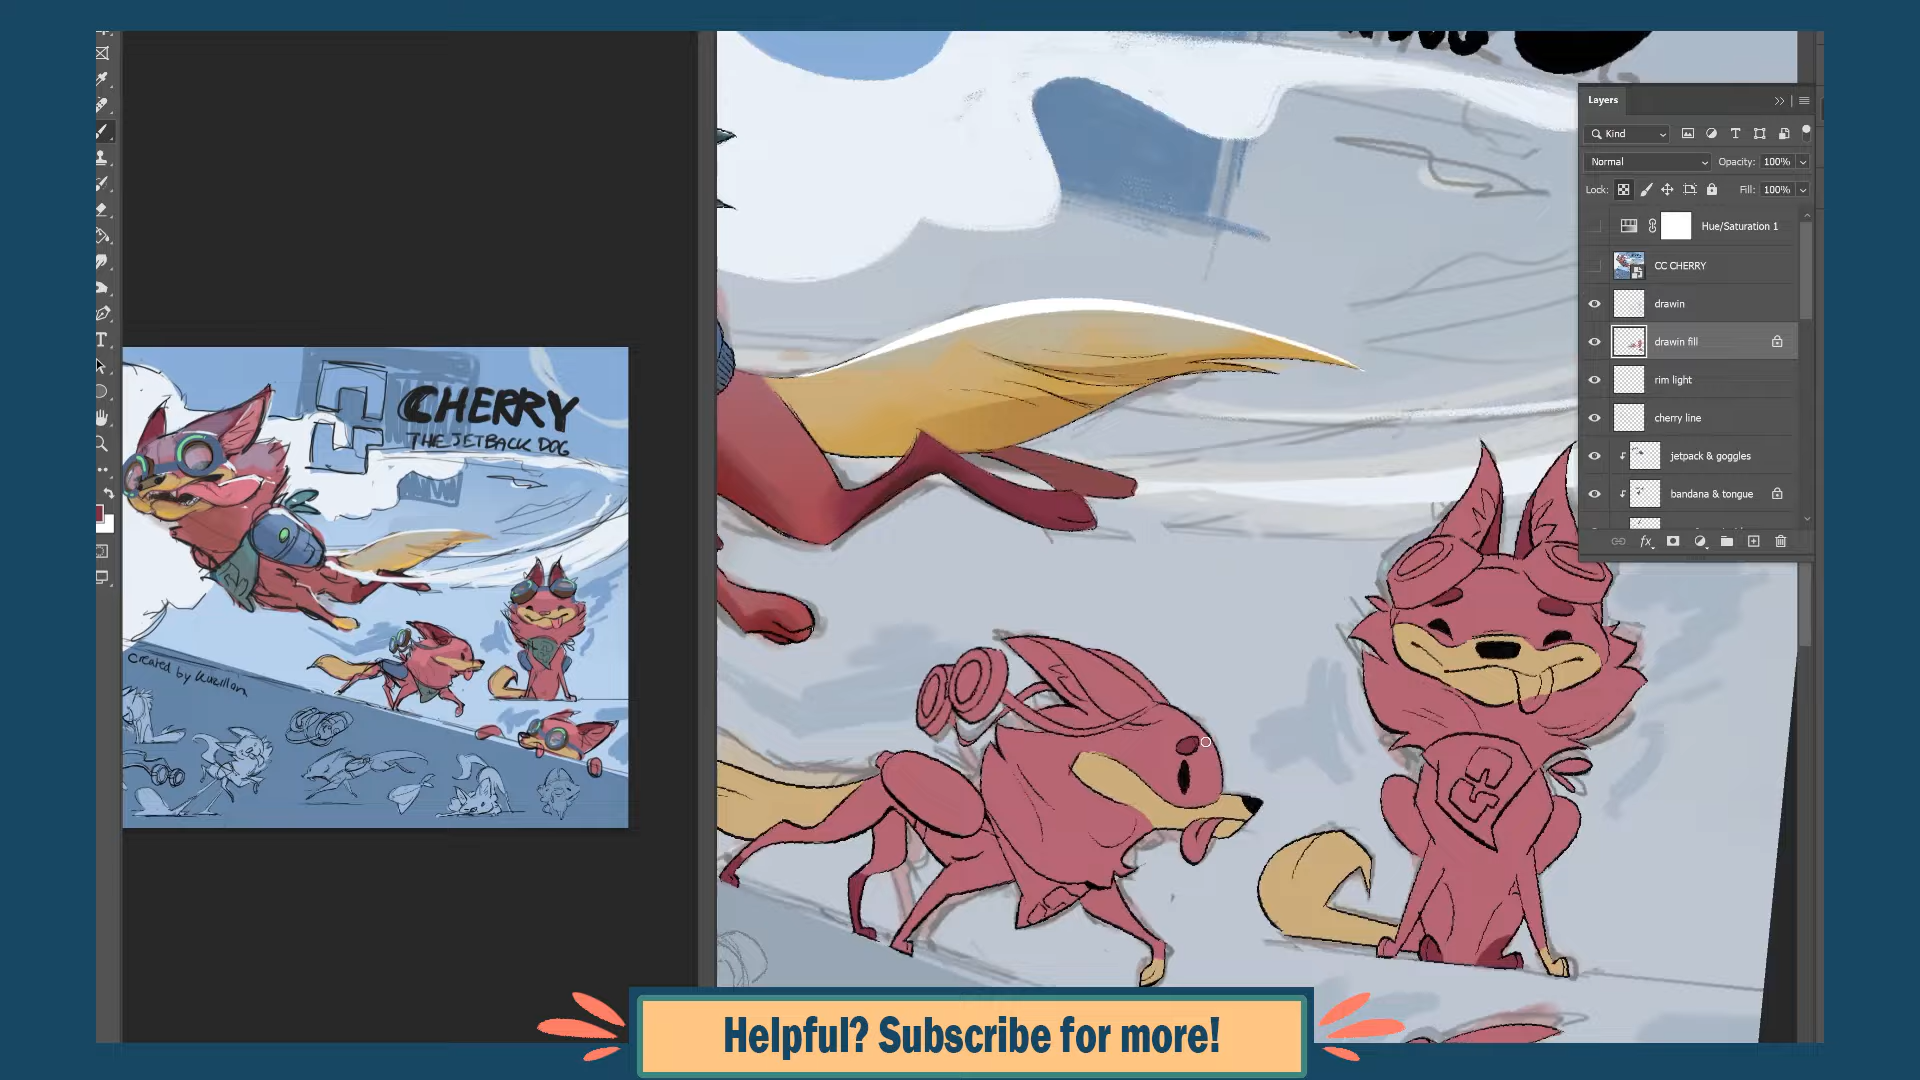 CHERRY
THE JETBACK DOG
created by Kuzillon
Layers
Kind
Normal
Opacity: 100%
Lock:
Fill: 100%
Hue/Saturation 1
CC CHERRY
drawin
drawin fill
rim light
cherry line
jetpack & goggles
bandana & tongue
Helpful? Subscribe for more!